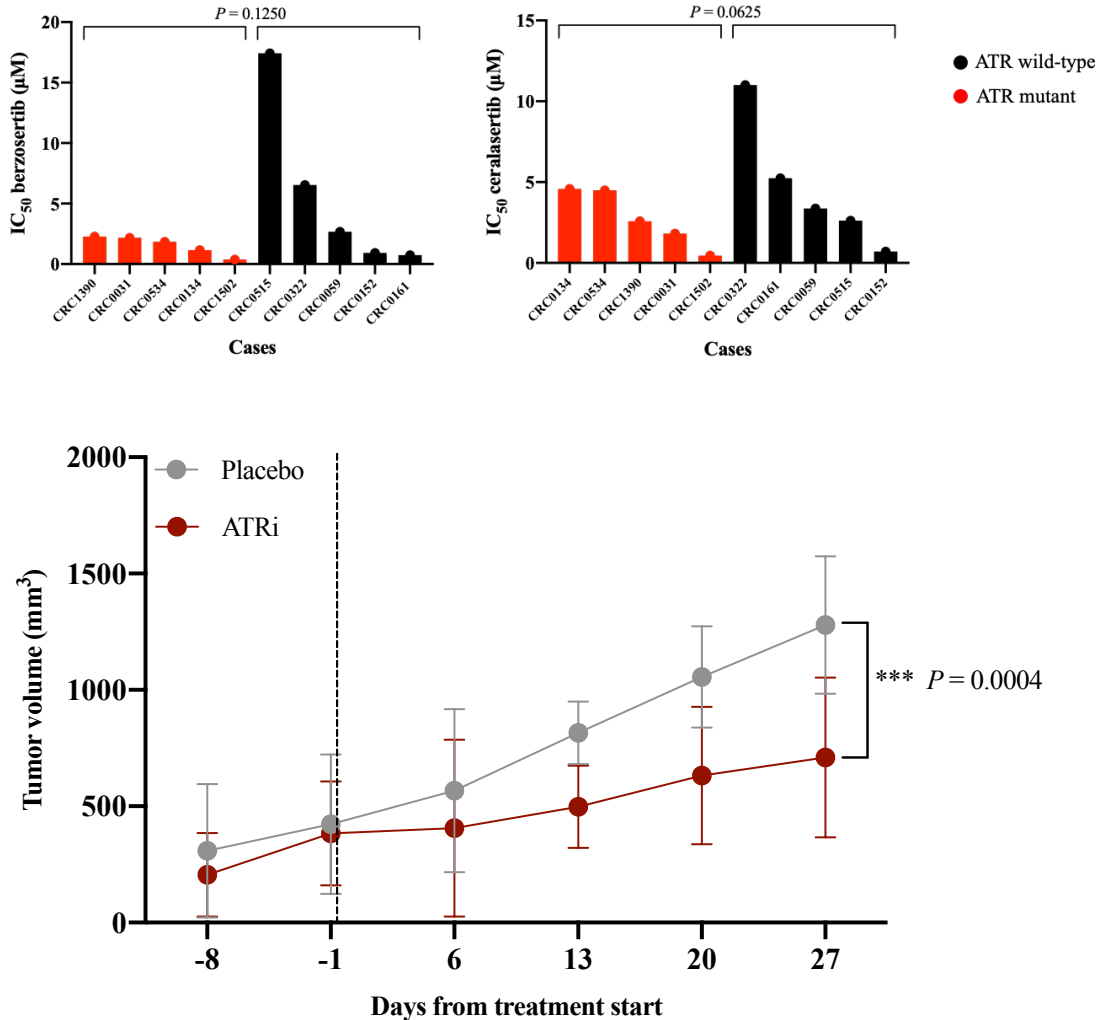 P = 0.1250
20
15
10
5
0
IC50 berzosertib (µM)
CRC1390
CRC0031
CRC0534
CRC0134
CRC1502
CRC0515
CRC0322
CRC0059
CRC0152
CRC0161
Cases
P = 0.0625
15
10
5
0
IC50 ceralasertib (µM)
CRC0134
CRC0534
CRC1390
CRC0031
CRC1502
CRC0322
CRC0161
CRC0059
CRC0515
CRC0152
Cases
ATR wild-type
ATR mutant
Placebo
ATRi
2000
1500
1000
500
0
Tumor volume (mm3)
*** P = 0.0004
-8 -1 6 13 20 27
Days from treatment start